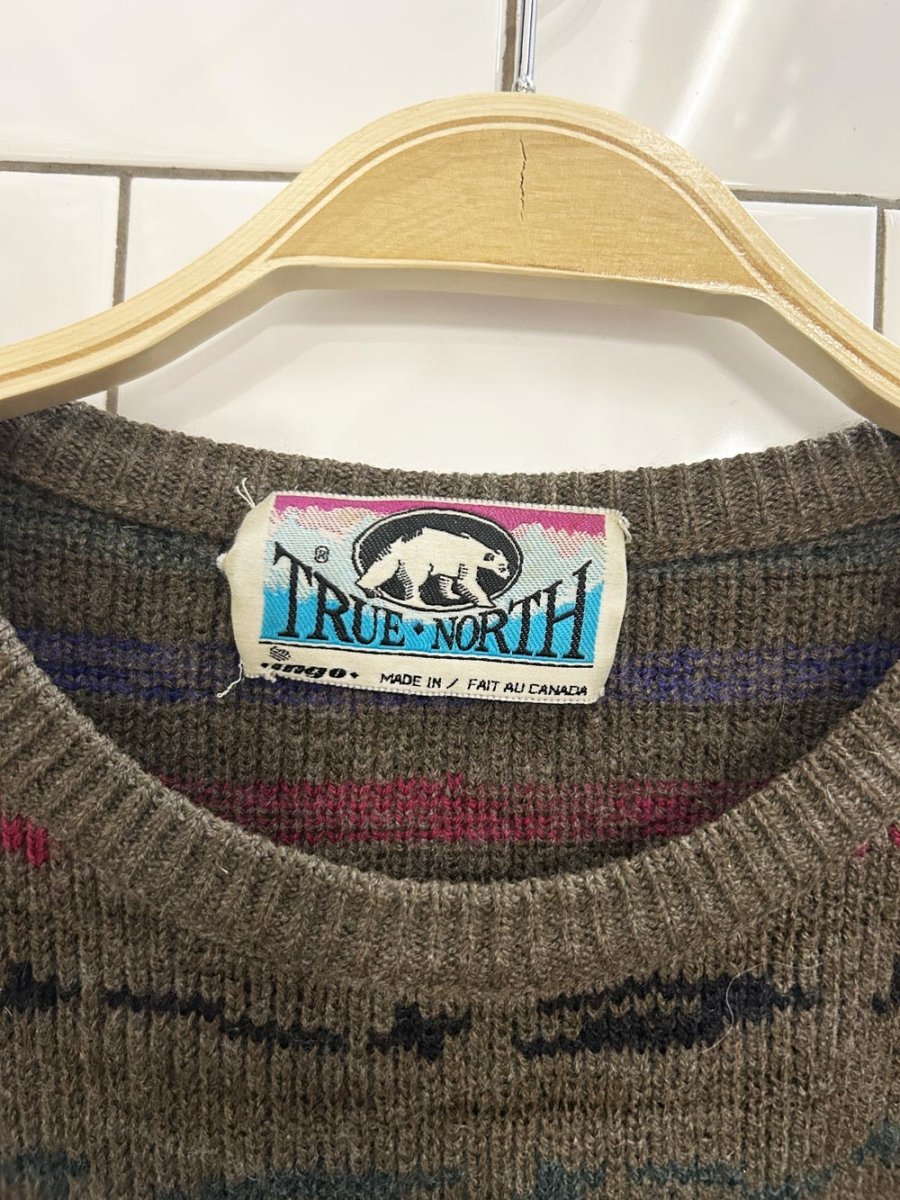 ®
TRUE • NORTH
MADE IN / FAIT AU CANADA